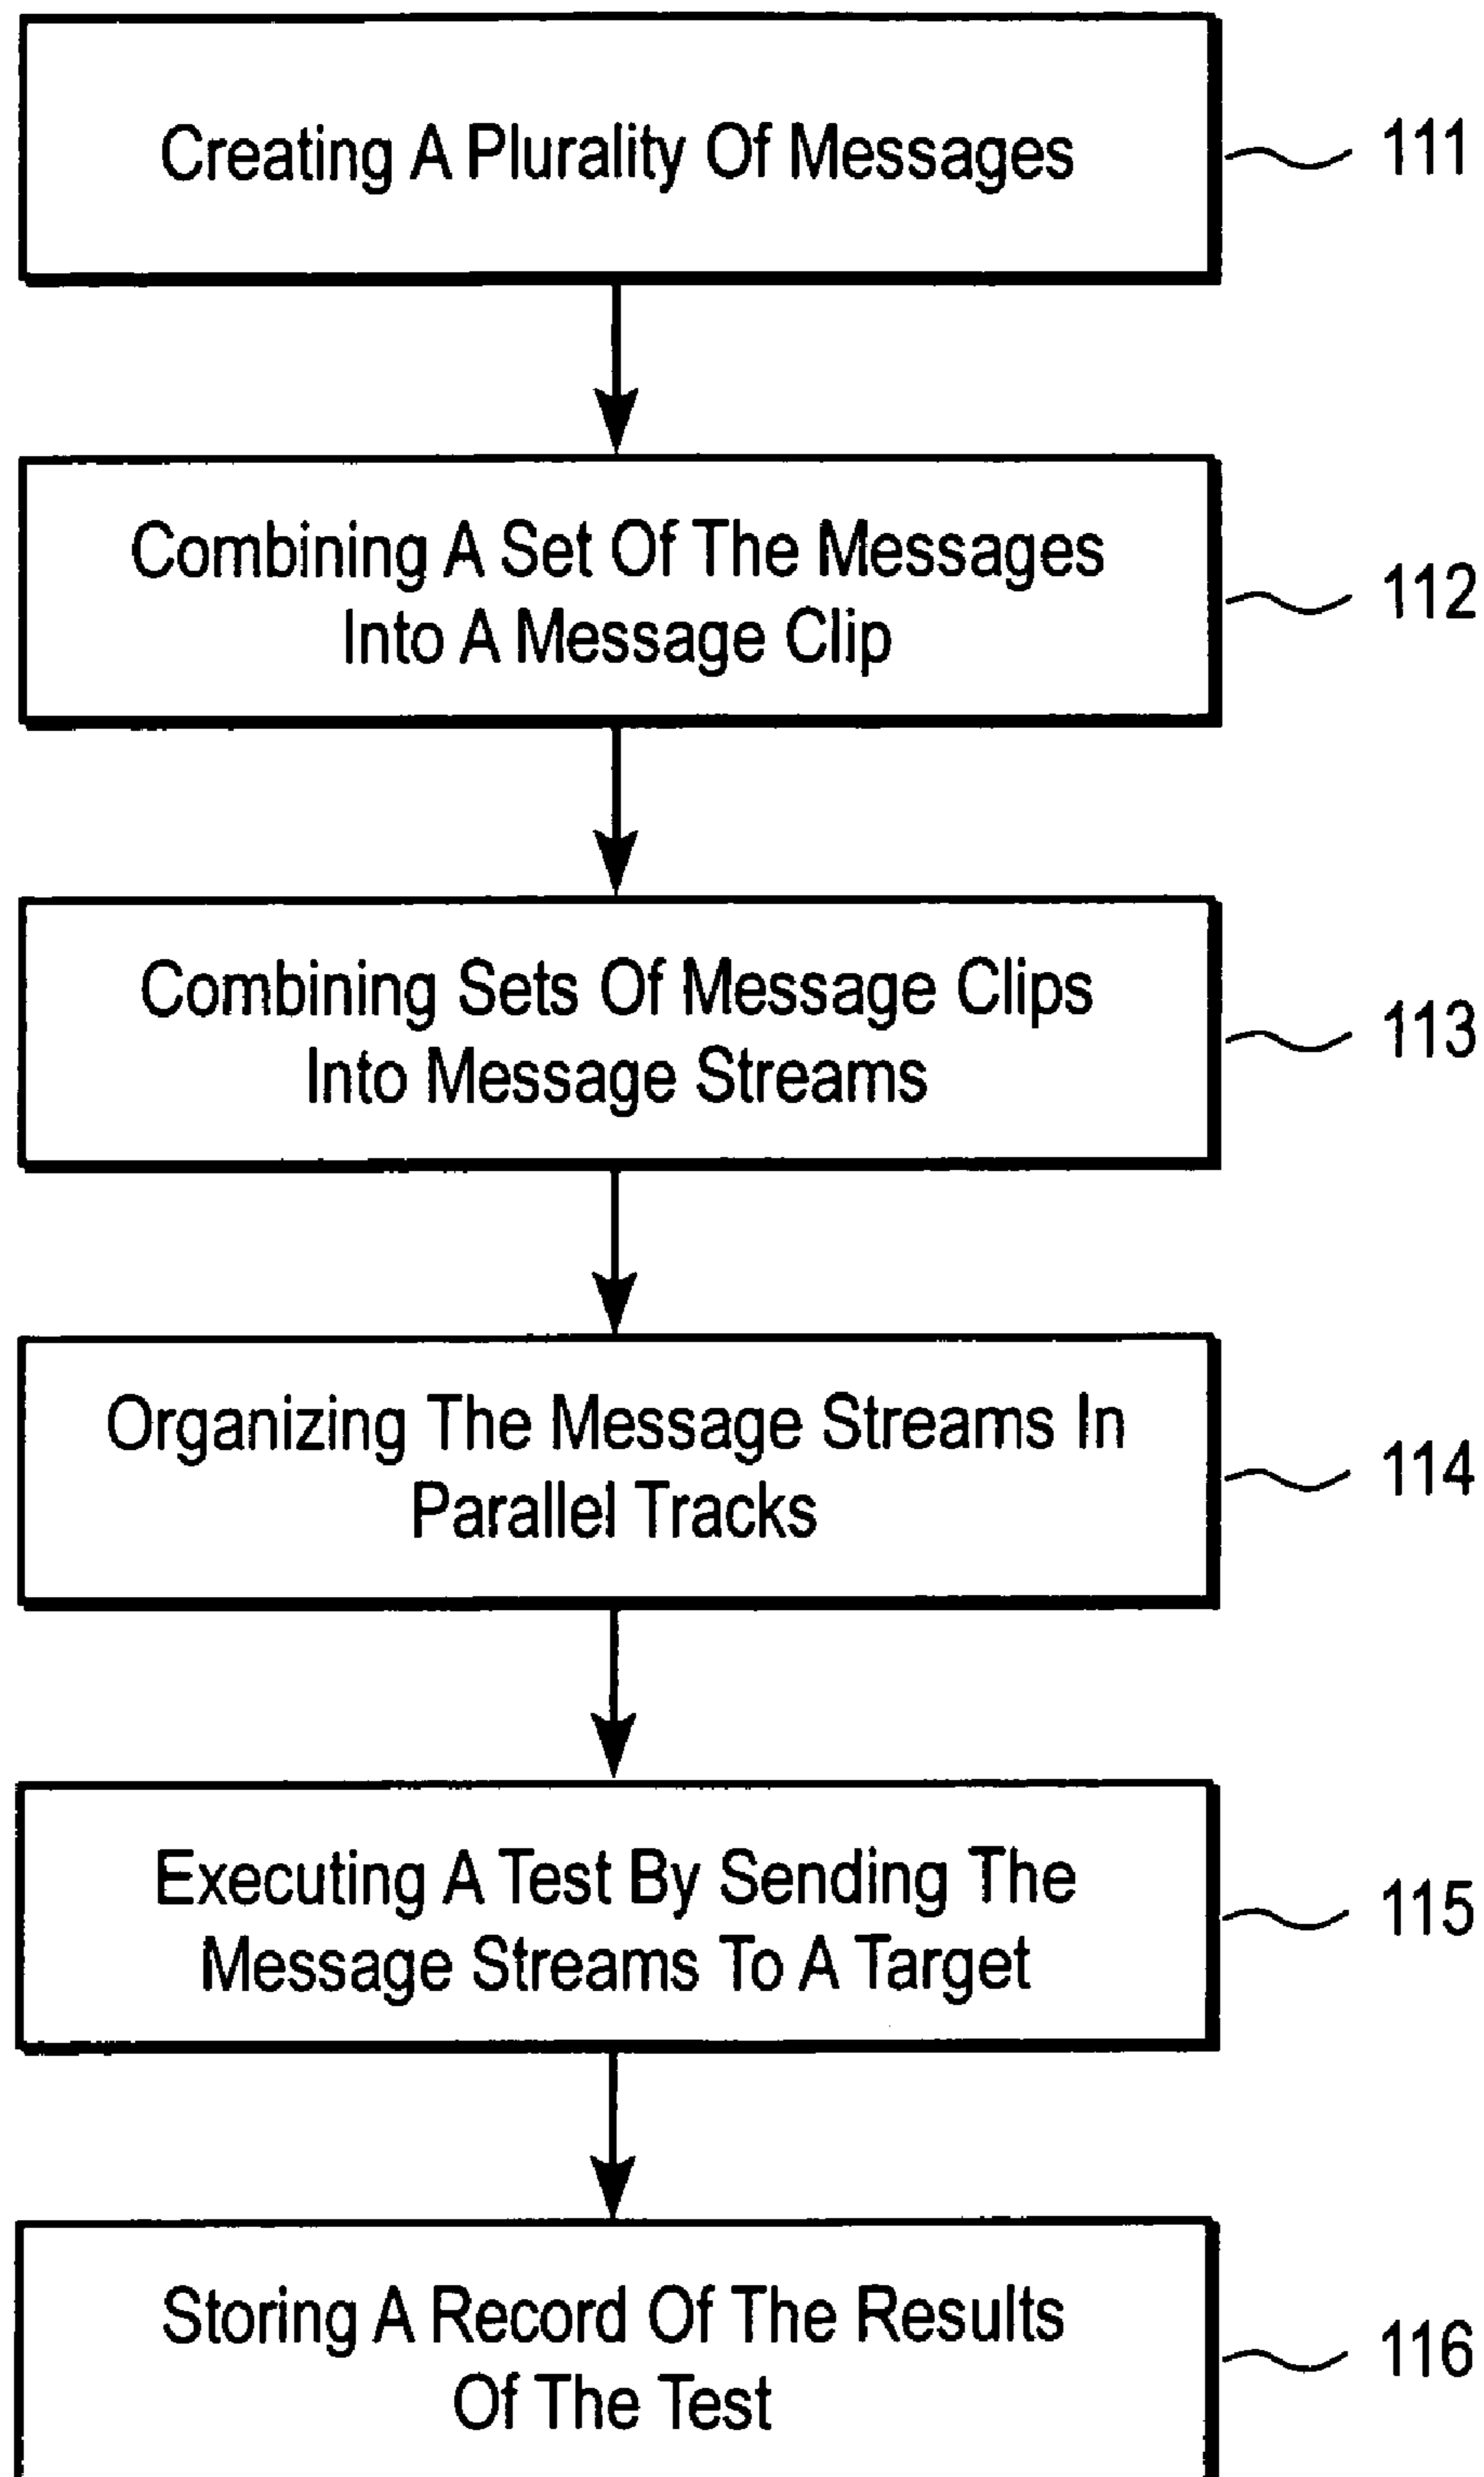 Creating A Plurality Of Messages
111
Combining A Set Of The Messages
Into A Message Clip
112
Combining Sets Of Message Clips
Into Message Streams
113
Organizing The Message Streams In
Parallel Tracks
114
Executing A Test By Sending The
Message Streams To A Target
115
Storing A Record Of The Results
Of The Test
116